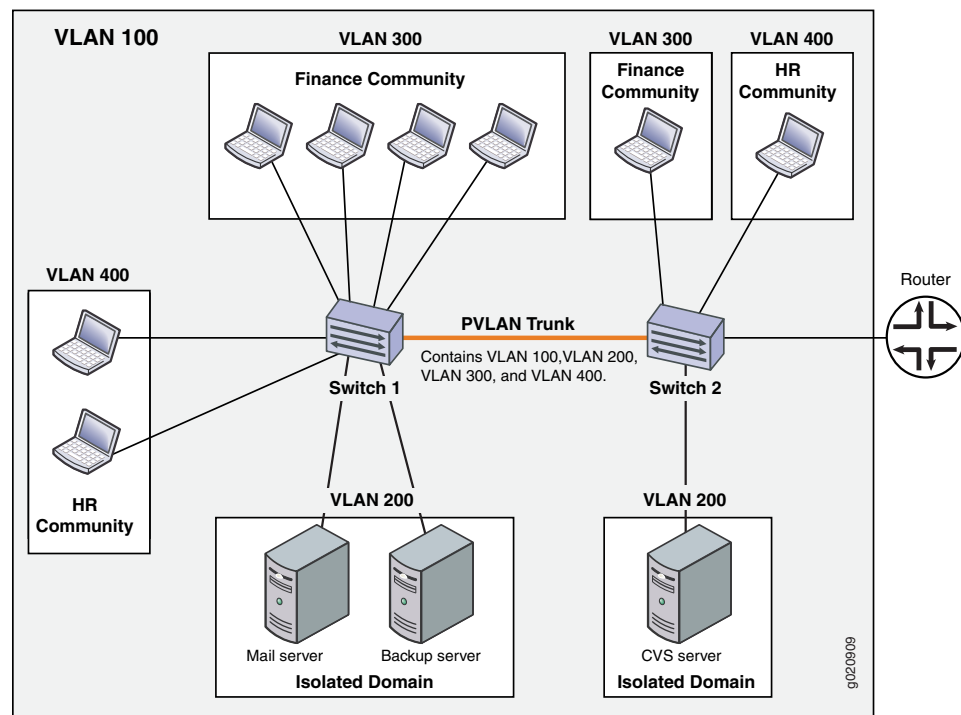 VLAN 100
VLAN 300
Finance Community
VLAN 300
Finance
Community
VLAN 400
HR
Community
VLAN 400
HR
Community
Router
PVLAN Trunk
Contains VLAN 100,VLAN 200,
VLAN 300, and VLAN 400.
Switch 1
Switch 2
VLAN 200
Mail server
Backup server
Isolated Domain
VLAN 200
CVS server
Isolated Domain
g020909